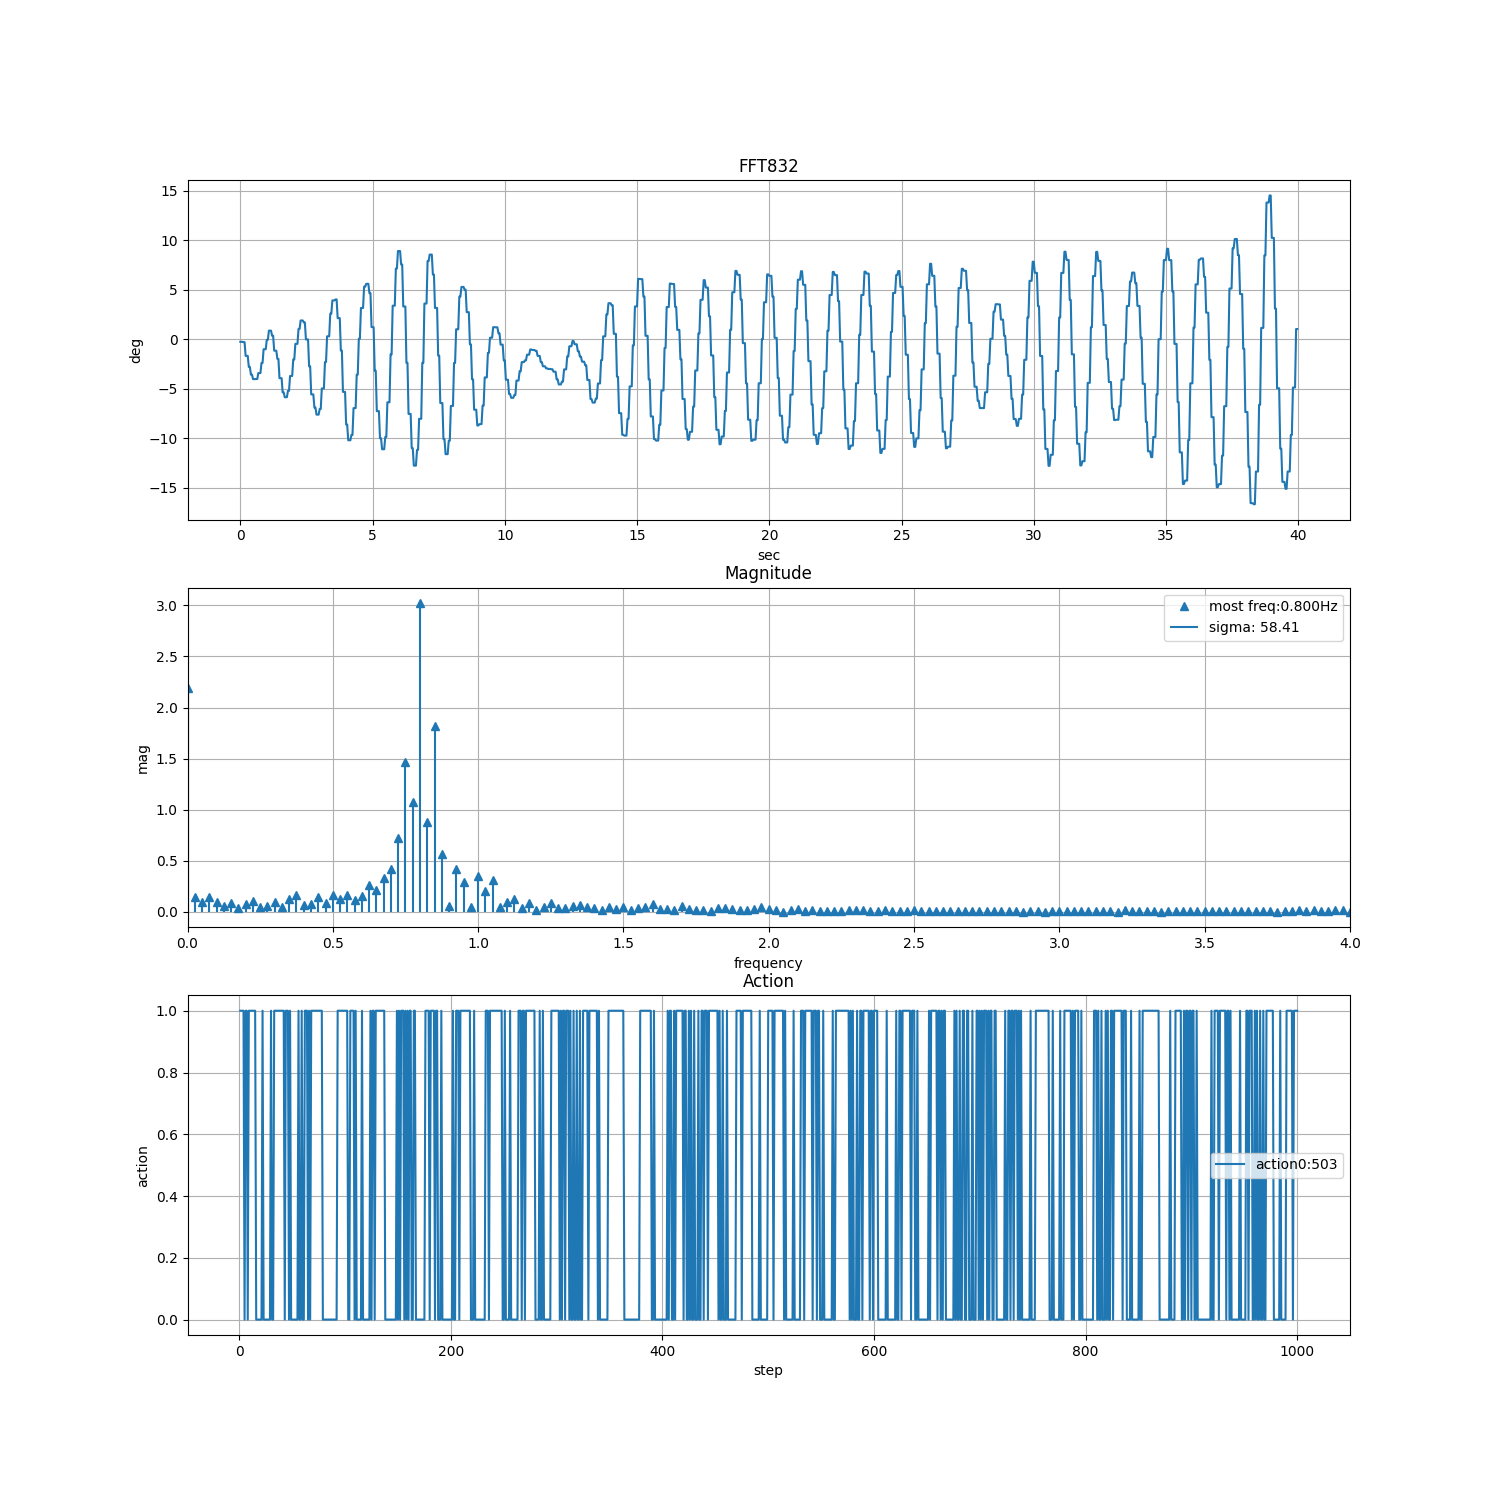 FFT832
15
10
5
0
−5
−10
−15
deg
0 5 10 15 20 25 30 35 40
sec
Magnitude
3.0
2.5
2.0
1.5
1.0
0.5
0.0
mag
most freq:0.800Hz
sigma: 58.41
0.0 0.5 1.0 1.5 2.0 2.5 3.0 3.5 4.0
frequency
Action
1.0
0.8
0.6
0.4
0.2
0.0
action
action0:503
0 200 400 600 800 1000
step